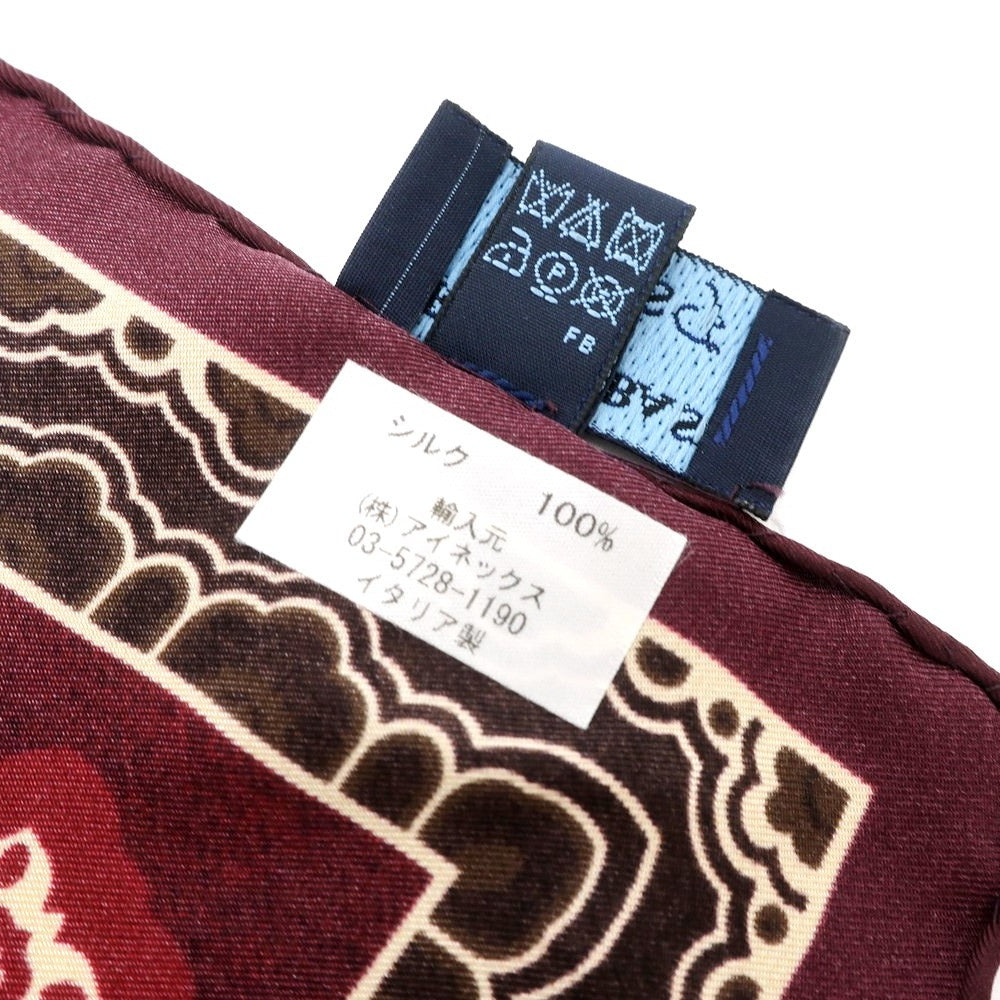 P
FB
シルク 100%
輸入元
(株)アイネックス
03-5728-1190
イタリア製